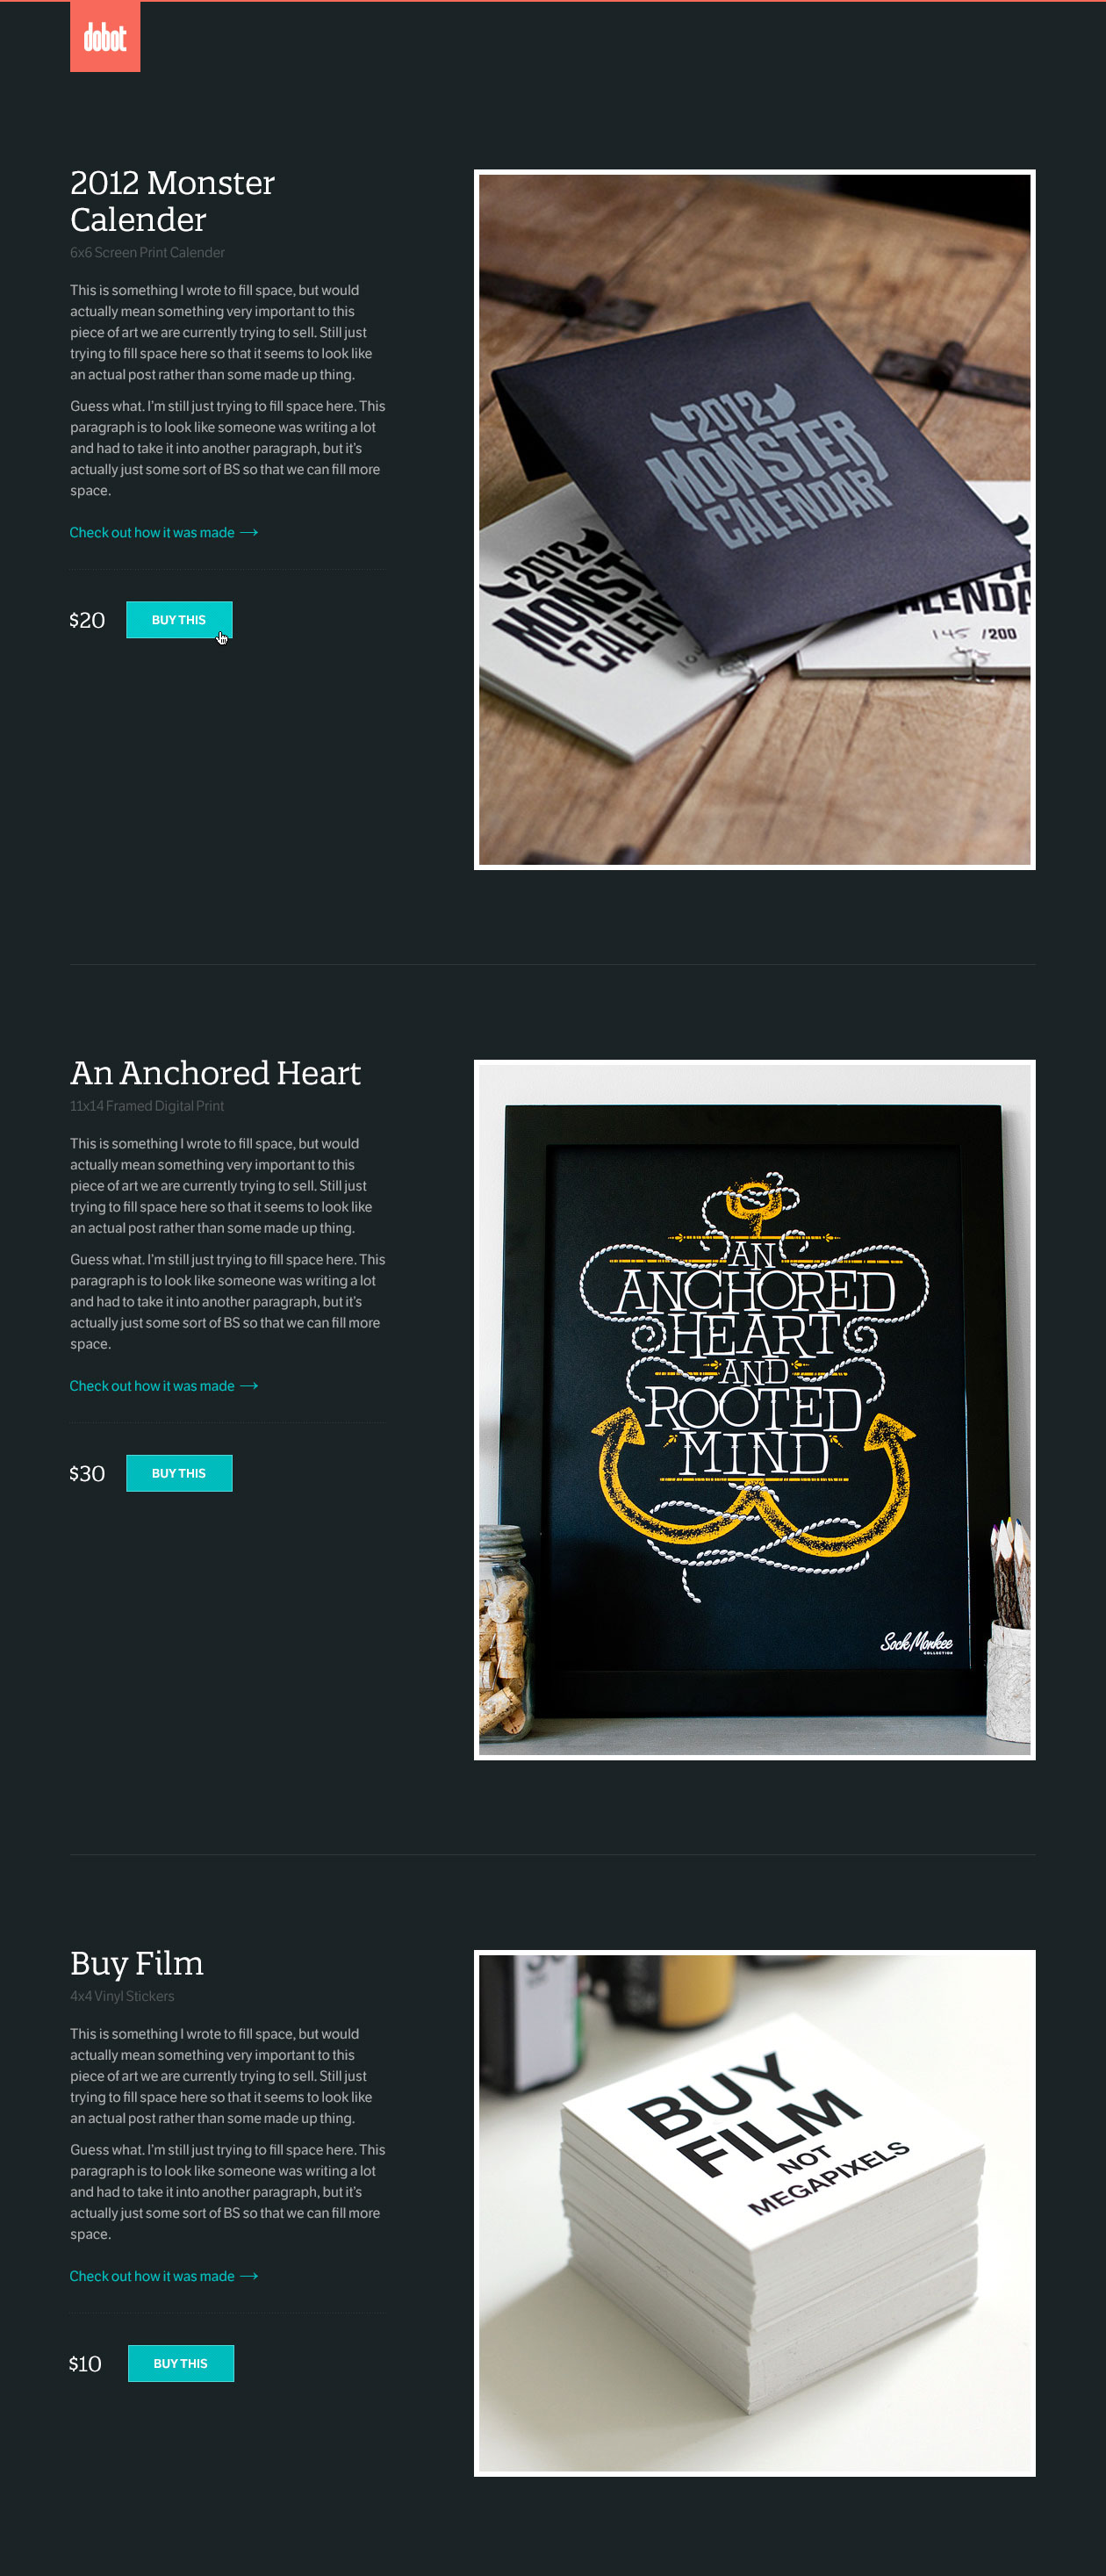 dobot
2012 Monster
Calender
6x6 Screen Print Calender
This is something I wrote to fill space, but would
actually mean something very important to this
piece of art we are currently trying to sell. Still just
trying to fill space here so that it seems to look like
an actual post rather than some made up thing.
Guess what. I'm still just trying to fill space here. This
paragraph is to look like someone was writing a lot
and had to take it into another paragraph, but it's
actually just some sort of BS so that we can fill more
space.
Check out how it was made →
$20
BUY THIS
2012
MONSTER
CALENDAR
2012
MONST
CALE
ALENDA
145 /200
An Anchored Heart
11x14 Framed Digital Print
This is something I wrote to fill space, but would
actually mean something very important to this
piece of art we are currently trying to sell. Still just
trying to fill space here so that it seems to look like
an actual post rather than some made up thing.
Guess what. I'm still just trying to fill space here. This
paragraph is to look like someone was writing a lot
and had to take it into another paragraph, but it's
actually just some sort of BS so that we can fill more
space.
Check out how it was made →
$30
BUY THIS
AN
ANCHORED
HEART
AND
ROOTED
MIND
Sock Monkee
COLLECTION
Buy Film
4x4 Vinyl Stickers
This is something I wrote to fill space, but would
actually mean something very important to this
piece of art we are currently trying to sell. Still just
trying to fill space here so that it seems to look like
an actual post rather than some made up thing.
Guess what. I'm still just trying to fill space here. This
paragraph is to look like someone was writing a lot
and had to take it into another paragraph, but it's
actually just some sort of BS so that we can fill more
space.
Check out how it was made →
$10
BUY THIS
BUY
FILM
NOT
MEGAPIXELS